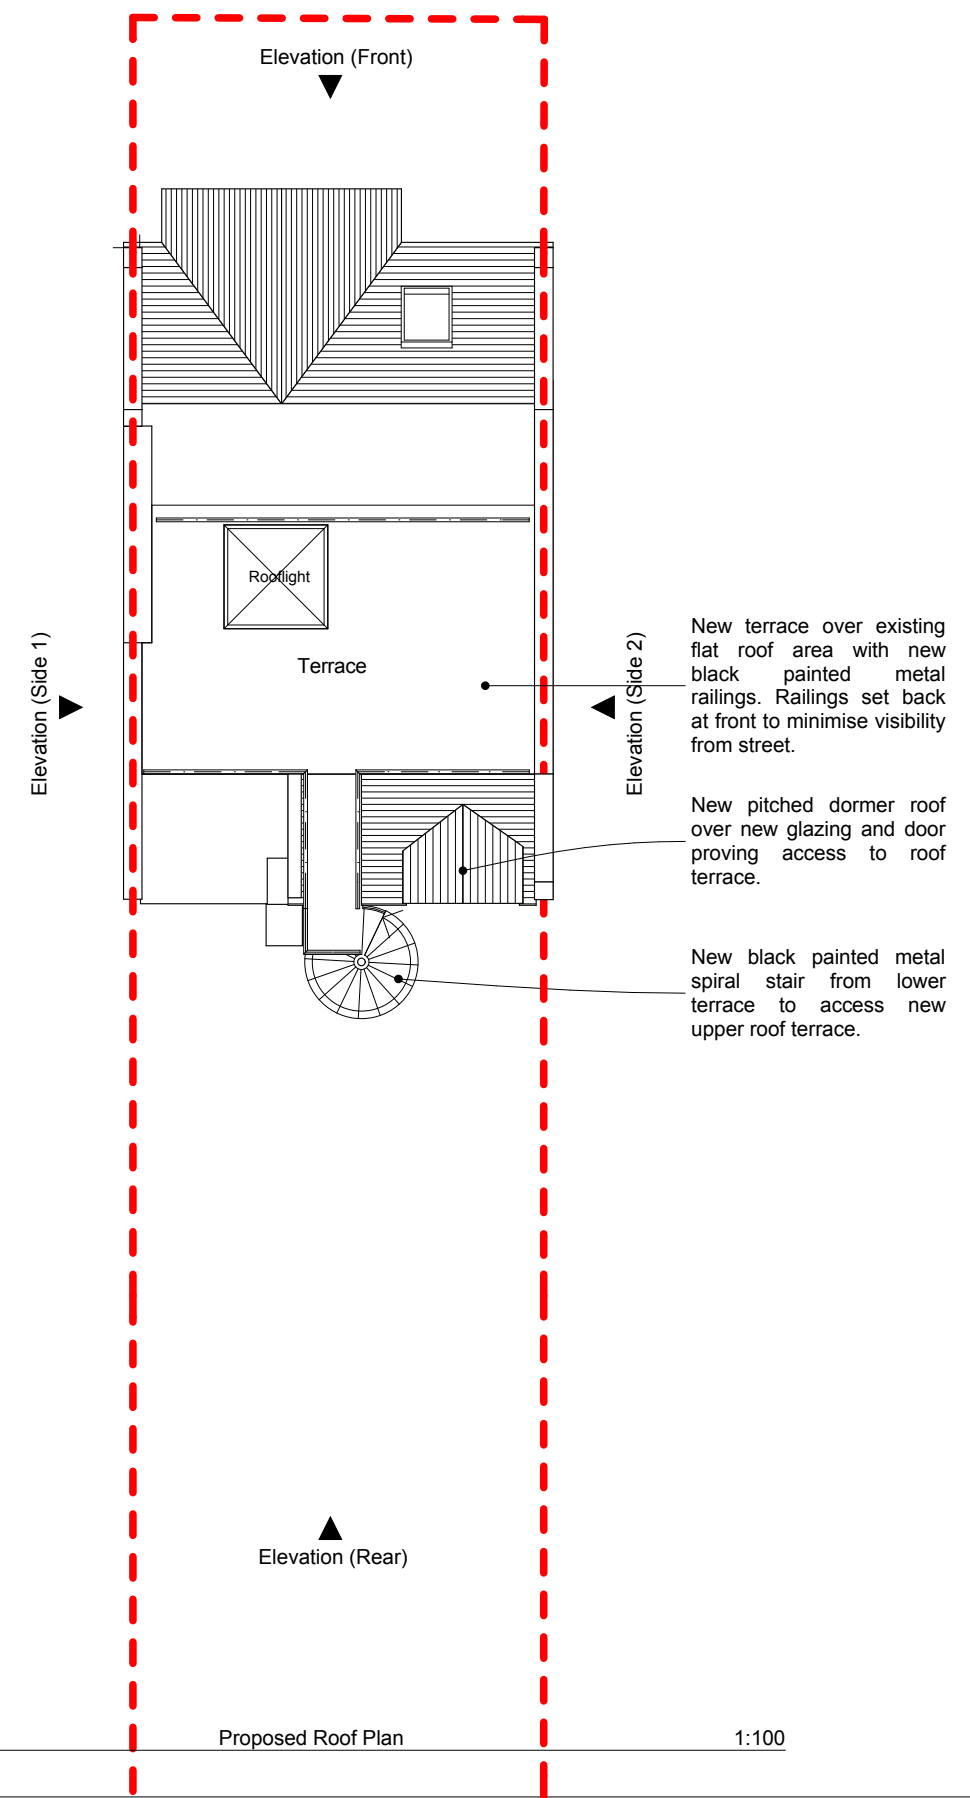 Elevation (Front)
Rooflight
Terrace
Elevation (Side 1)
Elevation (Side 2)
New terrace over existing
flat roof area with new
black painted metal
railings. Railings set back
at front to minimise visibility
from street.
New pitched dormer roof
over new glazing and door
proving access to roof
terrace.
New black painted metal
spiral stair from lower
terrace to access new
upper roof terrace.
Elevation (Rear)
Proposed Roof Plan
1:100